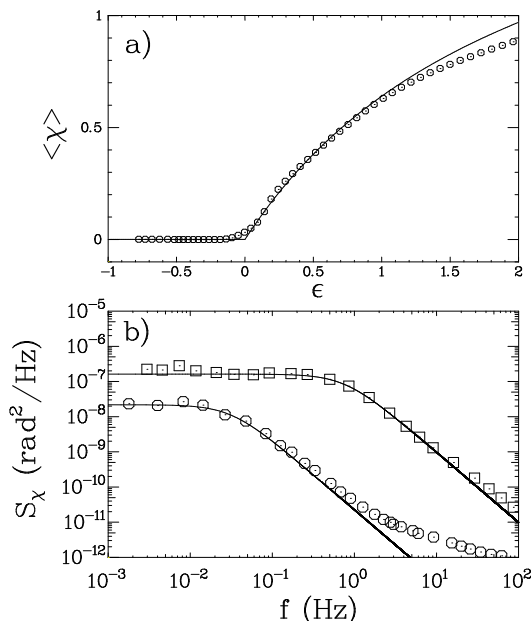 a)
1
0.5
0
<χ>
−1 −0.5 0 0.5 1 1.5 2
ϵ
b)
10⁻⁵
10⁻⁶
10⁻⁷
10⁻⁸
10⁻⁹
10⁻¹⁰
10⁻¹¹
10⁻¹²
Sᵪ (rad²/Hz)
10⁻³ 10⁻² 10⁻¹ 10⁰ 10¹ 10²
f (Hz)